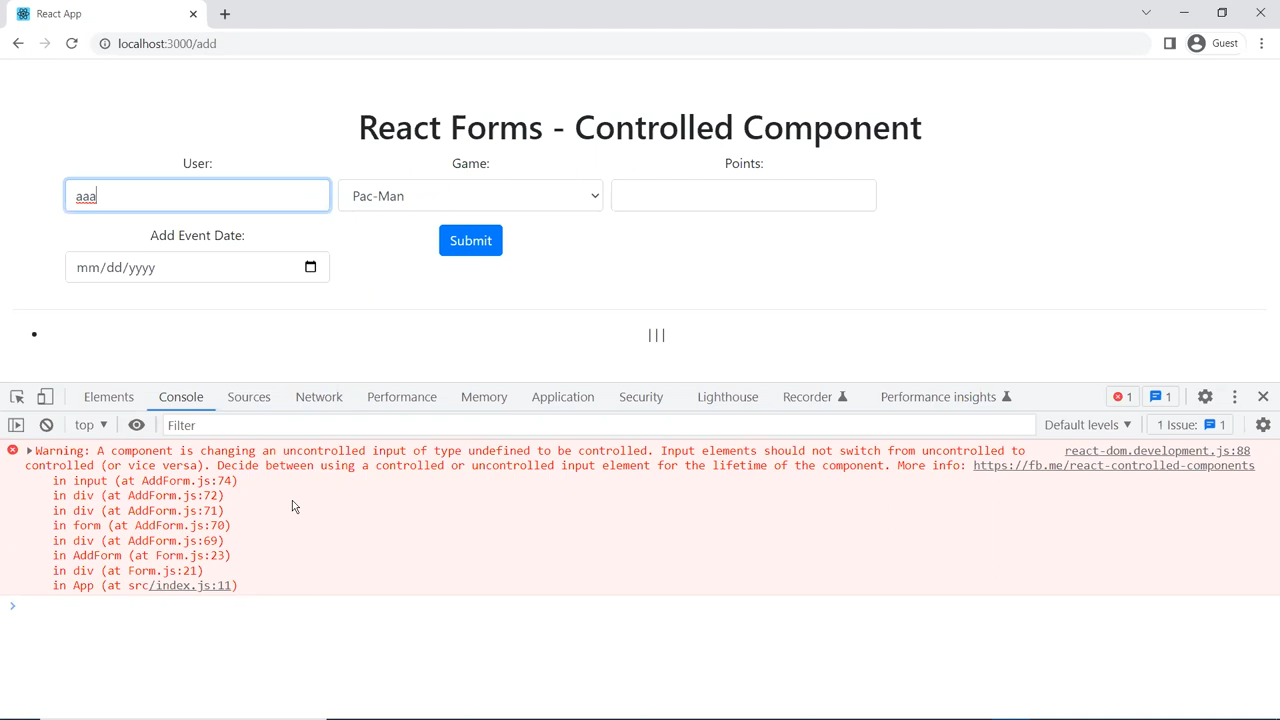 React App
localhost:3000/add
Guest
React Forms - Controlled Component
User: Game: Points:
aaa Pac-Man
Add Event Date: Submit
mm/dd/yyyy
|||
Elements Console Sources Network Performance Memory Application Security Lighthouse Recorder Performance insights 1 1
top Filter Default levels 1 Issue: 1
Warning: A component is changing an uncontrolled input of type undefined to be controlled. Input elements should not switch from uncontrolled to react-dom.development.js:88
controlled (or vice versa). Decide between using a controlled or uncontrolled input element for the lifetime of the component. More info: https://fb.me/react-controlled-components
in input (at AddForm.js:74)
in div (at AddForm.js:72)
in div (at AddForm.js:71)
in form (at AddForm.js:70)
in div (at AddForm.js:69)
in AddForm (at Form.js:23)
in div (at Form.js:21)
in App (at src/index.js:11)